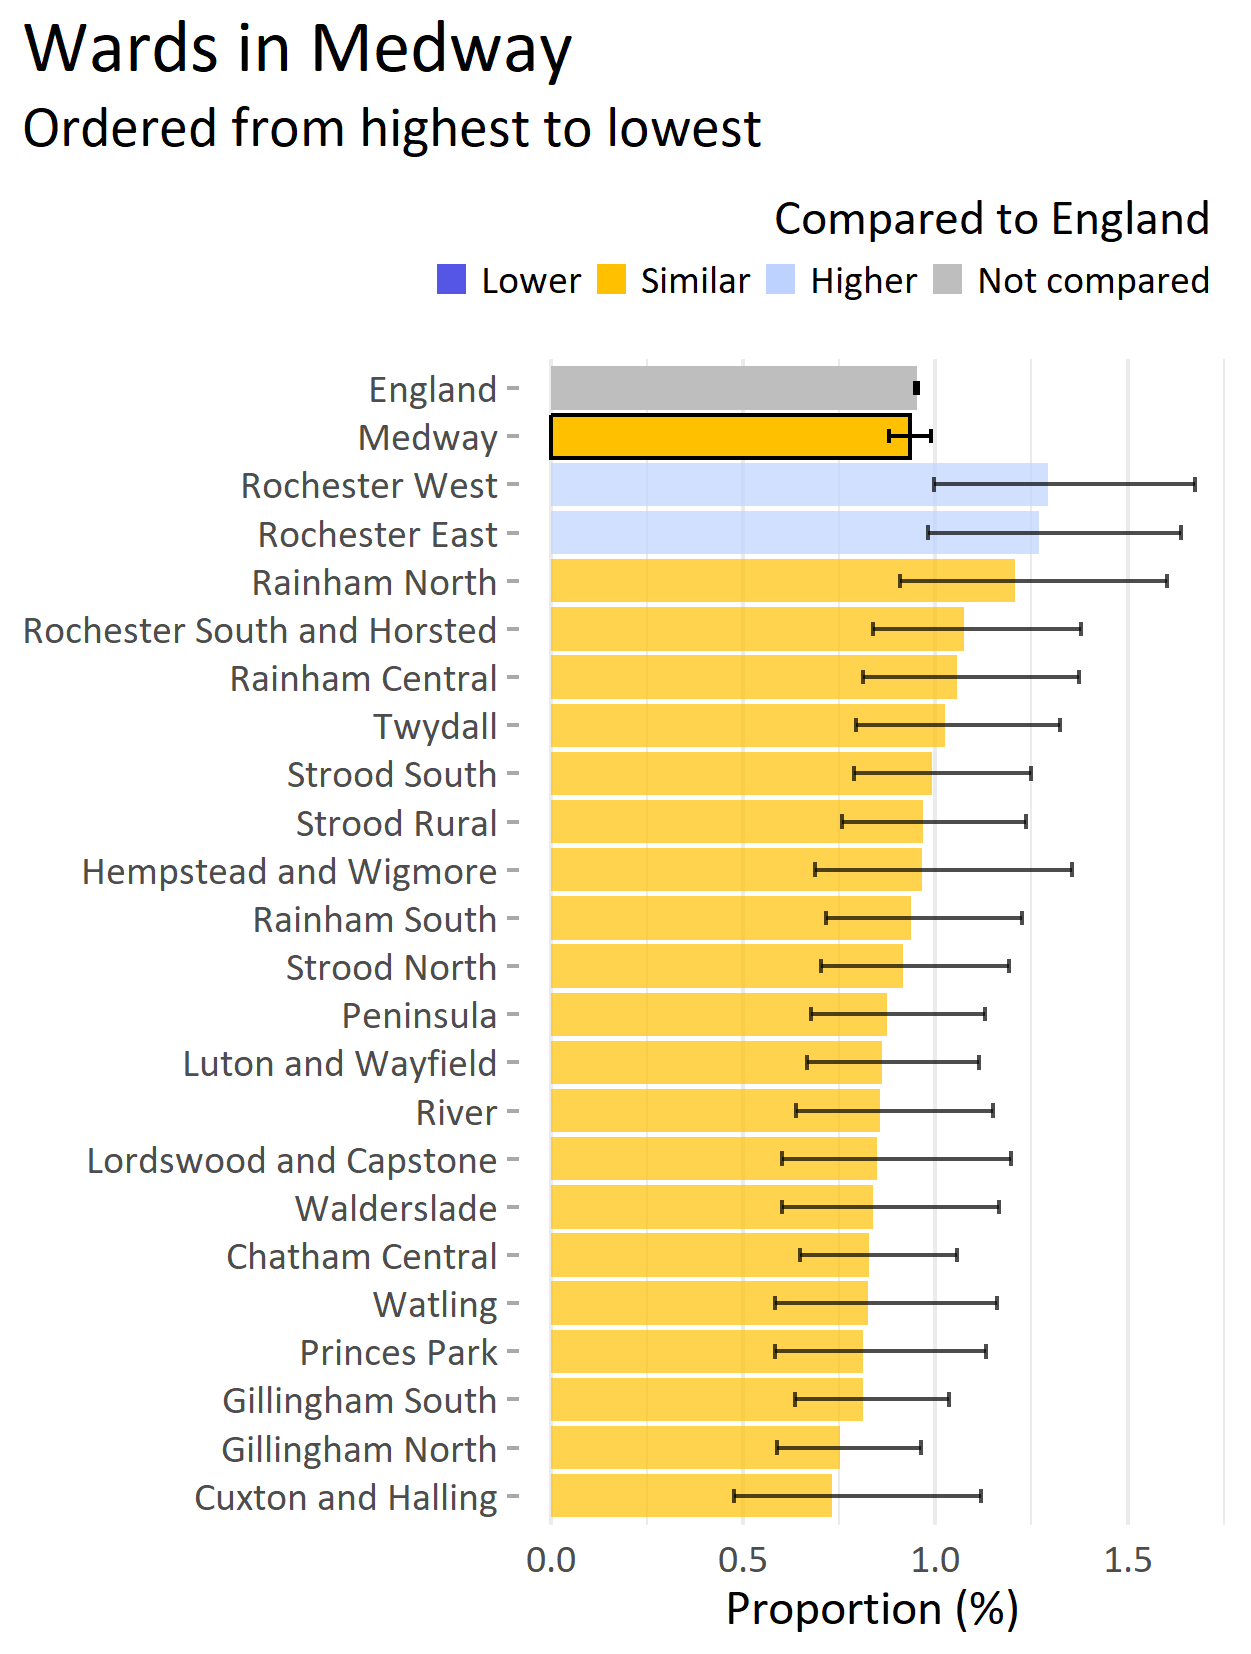 Wards in Medway
Ordered from highest to lowest
Compared to England
Lower Similar Higher Not compared
England
Medway
Rochester West
Rochester East
Rainham North
Rochester South and Horsted
Rainham Central
Twydall
Strood South
Strood Rural
Hempstead and Wigmore
Rainham South
Strood North
Peninsula
Luton and Wayfield
River
Lordswood and Capstone
Walderslade
Chatham Central
Watling
Princes Park
Gillingham South
Gillingham North
Cuxton and Halling
0.0 0.5 1.0 1.5
Proportion (%)